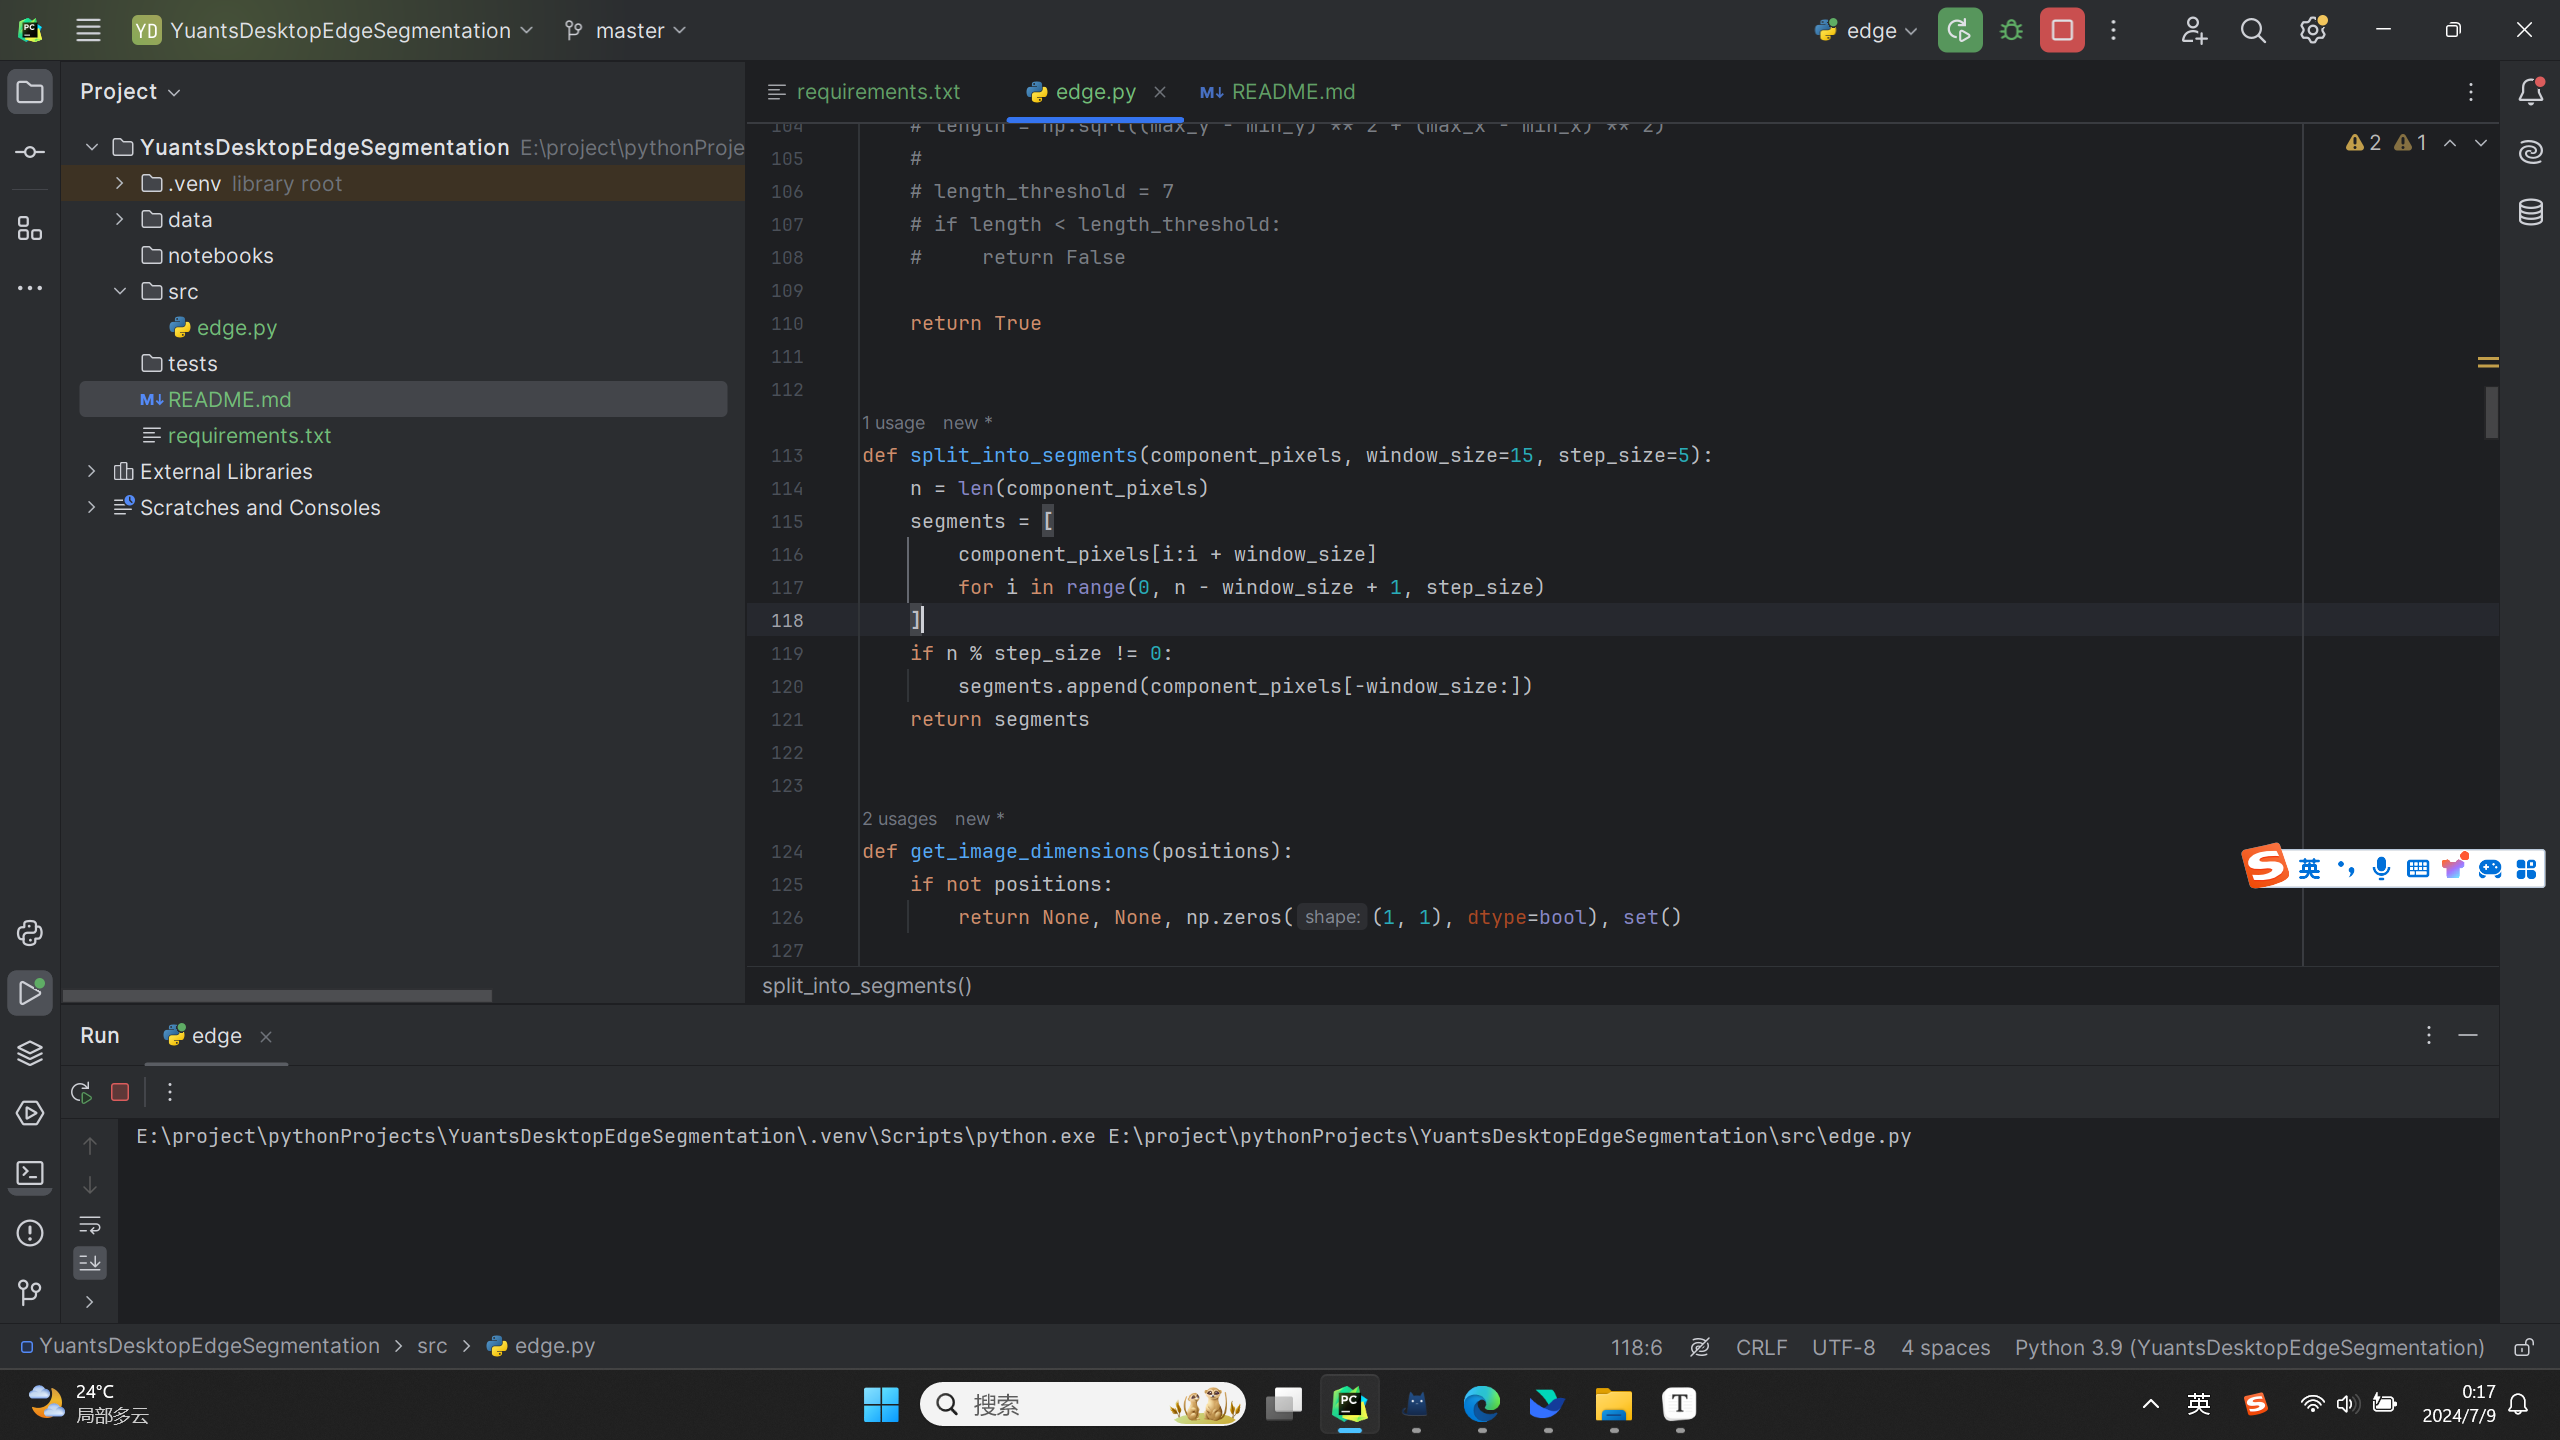 YD YuantsDesktopEdgeSegmentation master edge
Project
YuantsDesktopEdgeSegmentation E:\project\pythonProje
.venv library root
data
notebooks
src
edge.py
tests
README.md
requirements.txt
External Libraries
Scratches and Consoles
requirements.txt edge.py README.md
2 1
104 # length = np.sqrt((max_y - min_y) ** 2 + (max_x - min_x) ** 2)
105 #
106 # length_threshold = 7
107 # if length < length_threshold:
108 #     return False
109
110 return True
111
112
1 usage new *
113 def split_into_segments(component_pixels, window_size=15, step_size=5):
114     n = len(component_pixels)
115     segments = [
116         component_pixels[i:i + window_size]
117         for i in range(0, n - window_size + 1, step_size)
118     ]
119     if n % step_size != 0:
120         segments.append(component_pixels[-window_size:])
121     return segments
122
123
2 usages new *
124 def get_image_dimensions(positions):
125     if not positions:
126         return None, None, np.zeros( shape: (1, 1), dtype=bool), set()
127
split_into_segments()
英
Run edge
E:\project\pythonProjects\YuantsDesktopEdgeSegmentation\.venv\Scripts\python.exe E:\project\pythonProjects\YuantsDesktopEdgeSegmentation\src\edge.py
YuantsDesktopEdgeSegmentation > src > edge.py
118:6 CRLF UTF-8 4 spaces Python 3.9 (YuantsDesktopEdgeSegmentation)
24°C
局部多云
搜索
英
0:17
2024/7/9